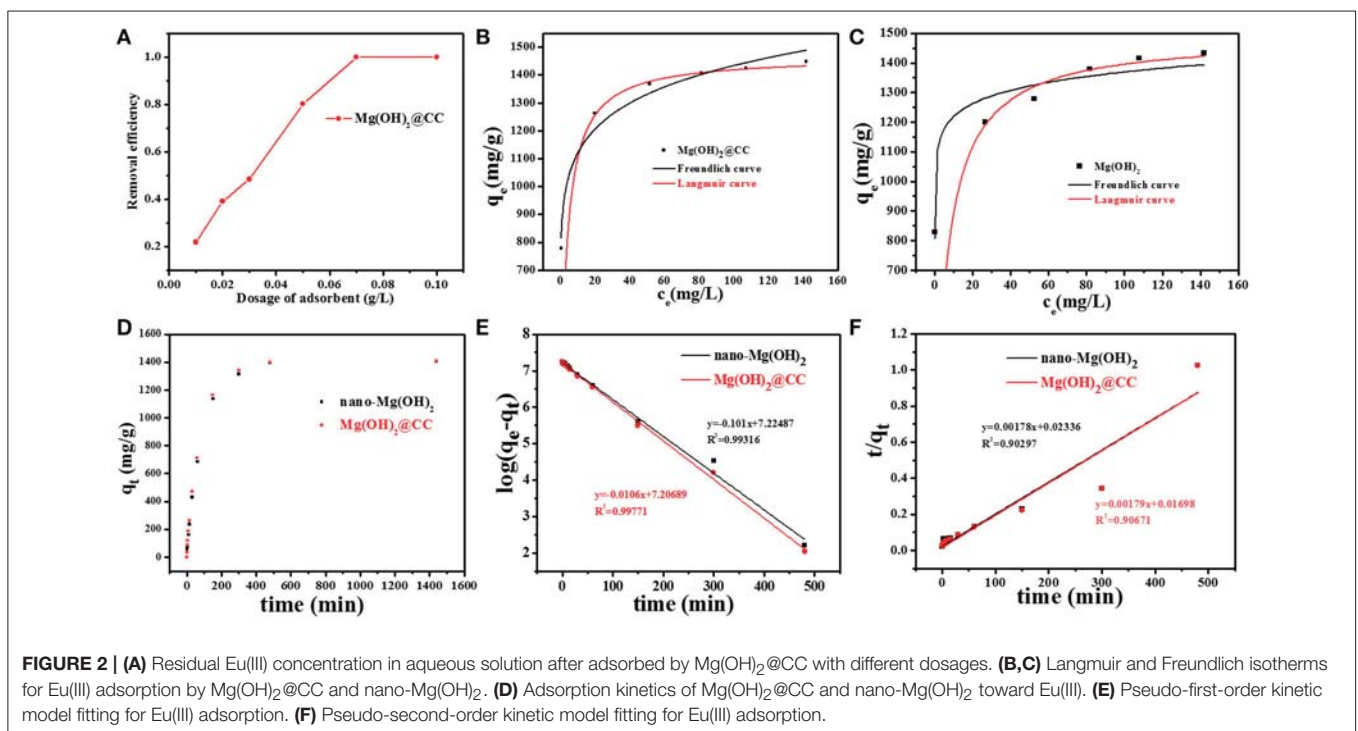 A
Removal efficiency
1.0
0.8
0.6
0.4
0.2
Mg(OH)2@CC
0.00 0.02 0.04 0.06 0.08 0.10
Dosage of adsorbent (g/L)
B
qe(mg/g)
1500
1400
1300
1200
1100
1000
900
800
700
Mg(OH)2@CC
Freundlich curve
Langmuir curve
0 20 40 60 80 100 120 140 160
ce(mg/L)
C
qe(mg/g)
1500
1400
1300
1200
1100
1000
900
800
700
Mg(OH)2
Freundlich curve
Langmuir curve
0 20 40 60 80 100 120 140 160
ce(mg/L)
D
qt (mg/g)
1600
1400
1200
1000
800
600
400
200
0
nano-Mg(OH)2
Mg(OH)2@CC
0 200 400 600 800 1000 1200 1400 1600
time (min)
E
log(qe-qt)
8
7
6
5
4
3
2
nano-Mg(OH)2
Mg(OH)2@CC
y=-0.101x+7.22487
R2=0.99316
y=-0.0106x+7.20689
R2=0.99771
0 100 200 300 400 500
time (min)
F
t/qt
1.2
1.0
0.8
0.6
0.4
0.2
0.0
nano-Mg(OH)2
Mg(OH)2@CC
y=0.00178x+0.02336
R2=0.90297
y=0.00179x+0.01698
R2=0.90671
0 100 200 300 400 500
time (min)
FIGURE 2 | (A) Residual Eu(III) concentration in aqueous solution after adsorbed by Mg(OH)2@CC with different dosages. (B,C) Langmuir and Freundlich isotherms
for Eu(III) adsorption by Mg(OH)2@CC and nano-Mg(OH)2. (D) Adsorption kinetics of Mg(OH)2@CC and nano-Mg(OH)2 toward Eu(III). (E) Pseudo-first-order kinetic
model fitting for Eu(III) adsorption. (F) Pseudo-second-order kinetic model fitting for Eu(III) adsorption.